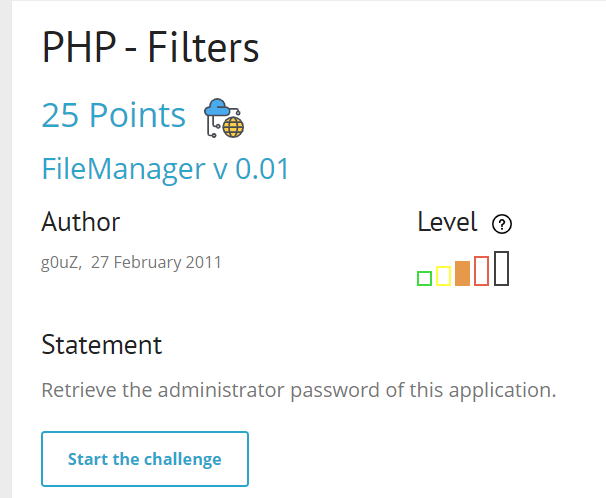 PHP - Filters
25 Points
FileManager v 0.01
Author
Level ?
g0uZ, 27 February 2011
Statement
Retrieve the administrator password of this application.
Start the challenge